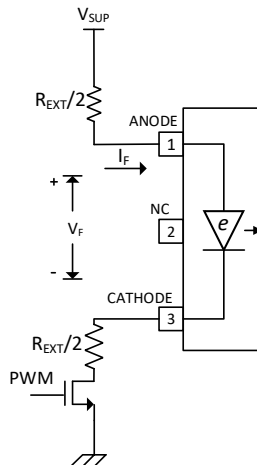 VSUP
REXT/2
ANODE
1
IF
+
VF
-
NC
2
e
CATHODE
3
REXT/2
PWM